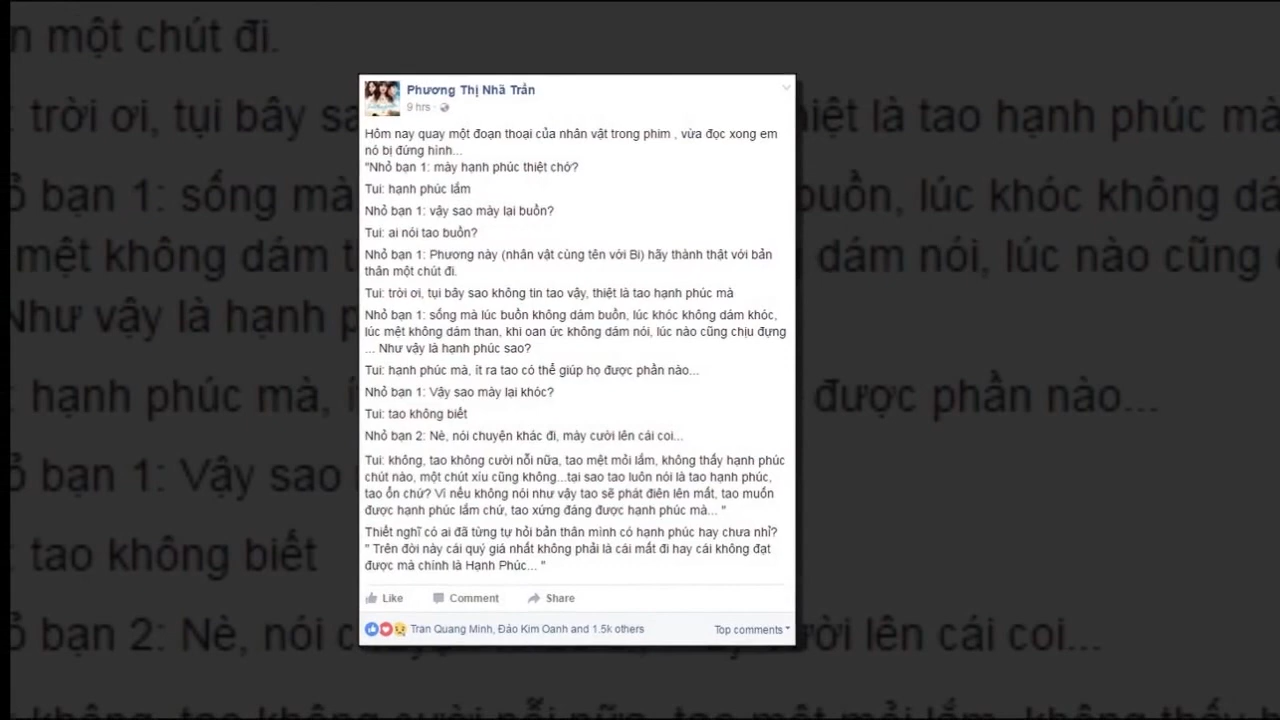 Phương Thị Nhã Trần
9 hrs
Hôm nay quay một đoạn thoại của nhân vật trong phim , vừa đọc xong em
nó bị đứng hình...
"Nhỏ bạn 1: mày hạnh phúc thiệt chớ?
Tui: hạnh phúc lắm
Nhỏ bạn 1: vậy sao mày lại buồn?
Tui: ai nói tao buồn?
Nhỏ bạn 1: Phương này (nhân vật cùng tên với Bi) hãy thành thật với bản
thân một chút đi.
Tui: trời ơi, tụi bây sao không tin tao vậy, thiệt là tao hạnh phúc mà
Nhỏ bạn 1: sống mà lúc buồn không dám buồn, lúc khóc không dám khóc,
lúc mệt không dám than, khi oan ức không dám nói, lúc nào cũng chịu đựng
... Như vậy là hạnh phúc sao?
Tui: hạnh phúc mà, ít ra tao có thể giúp họ được phần nào...
Nhỏ bạn 1: Vậy sao mày lại khóc?
Tui: tao không biết
Nhỏ bạn 2: Nè, nói chuyện khác đi, mày cười lên cái coi...
Tui: không, tao không cười nỗi nữa, tao mệt mỏi lắm, không thấy hạnh phúc
chút nào, một chút xíu cũng không...tại sao tao luôn nói là tao hạnh phúc,
tao ổn chứ? Vì nếu không nói như vậy tao sẽ phát điên lên mất, tao muốn
được hạnh phúc lắm chứ, tao xứng đáng được hạnh phúc mà... "
Thiết nghĩ có ai đã từng tự hỏi bản thân mình có hạnh phúc hay chưa nhỉ?
" Trên đời này cái quý giá nhất không phải là cái mất đi hay cái không đạt
được mà chính là Hạnh Phúc... "
Like Comment Share
Tran Quang Minh, Đào Kim Oanh and 1.5k others Top comments